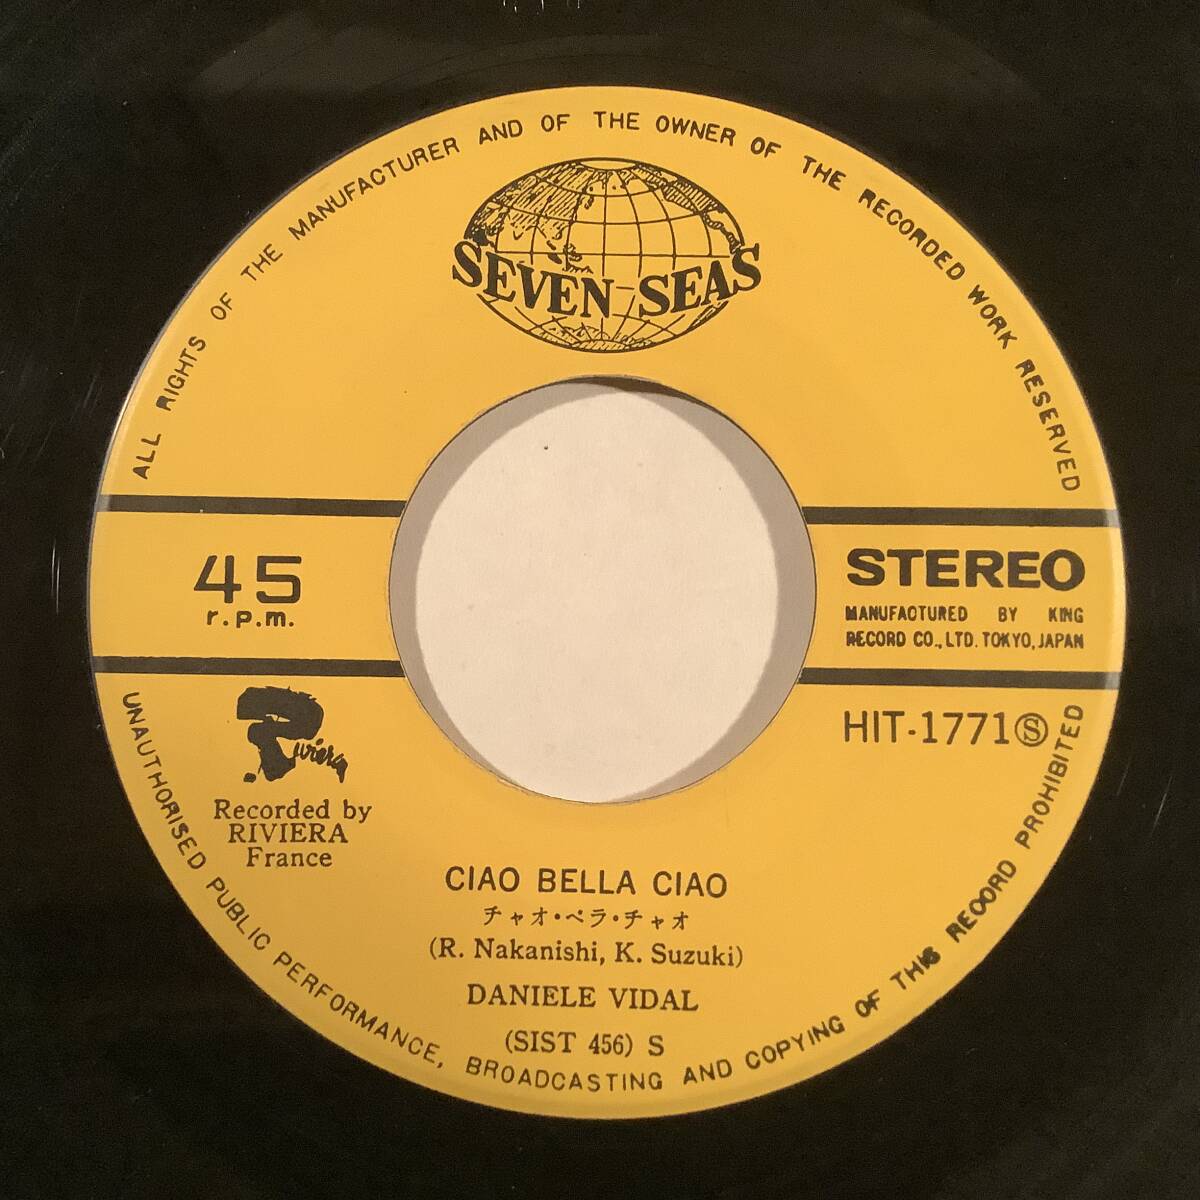 ALL RIGHTS OF THE MANUFACTURER AND OF THE OWNER OF THE RECORDED WORK RESERVED
SEVEN SEAS
45
r.p.m.
STEREO
MANUFACTURED BY KING
RECORD CO., LTD. TOKYO, JAPAN
Riviera
HIT-1771Ⓢ
Recorded by
RIVIERA
France
CIAO BELLA CIAO
チャオ・ベラ・チャオ
(R. Nakanishi, K. Suzuki)
DANIELE VIDAL
(SIST 456) S
UNAUTHORISED PUBLIC PERFORMANCE, BROADCASTING AND COPYING OF THIS RECORD PROHIBITED